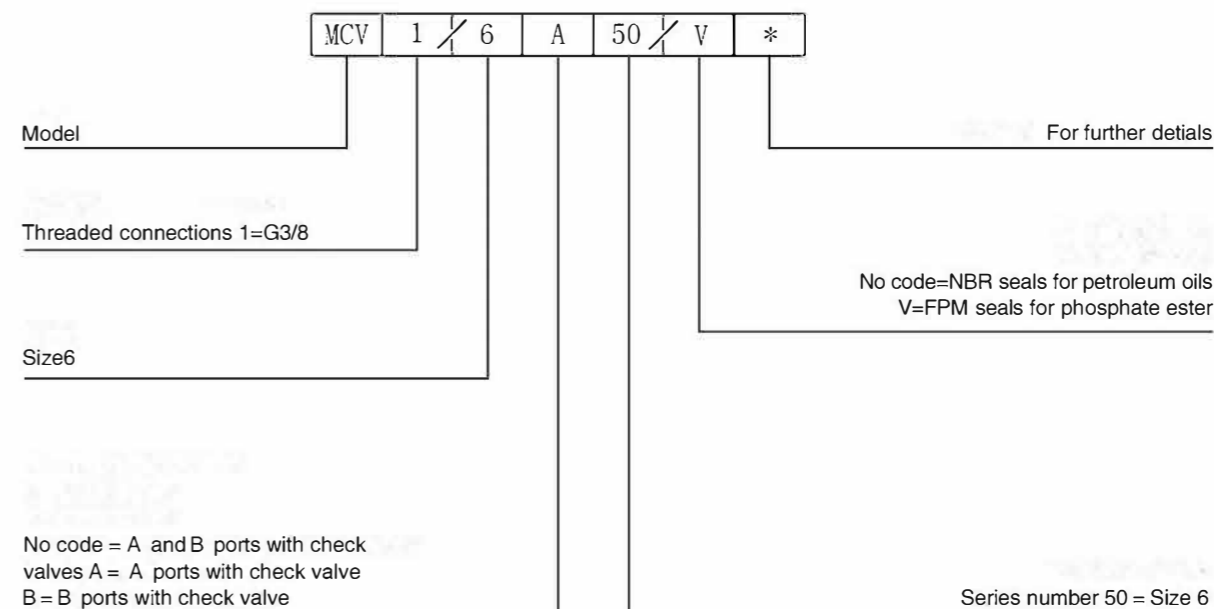 MCV 1 / 6 A 50 / V *
Model
For further detials
Threaded connections 1=G3/8
No code=NBR seals for petroleum oils
V=FPM seals for phosphate ester
Size6
No code = A and B ports with check
valves A = A ports with check valve
B = B ports with check valve
Series number 50 = Size 6